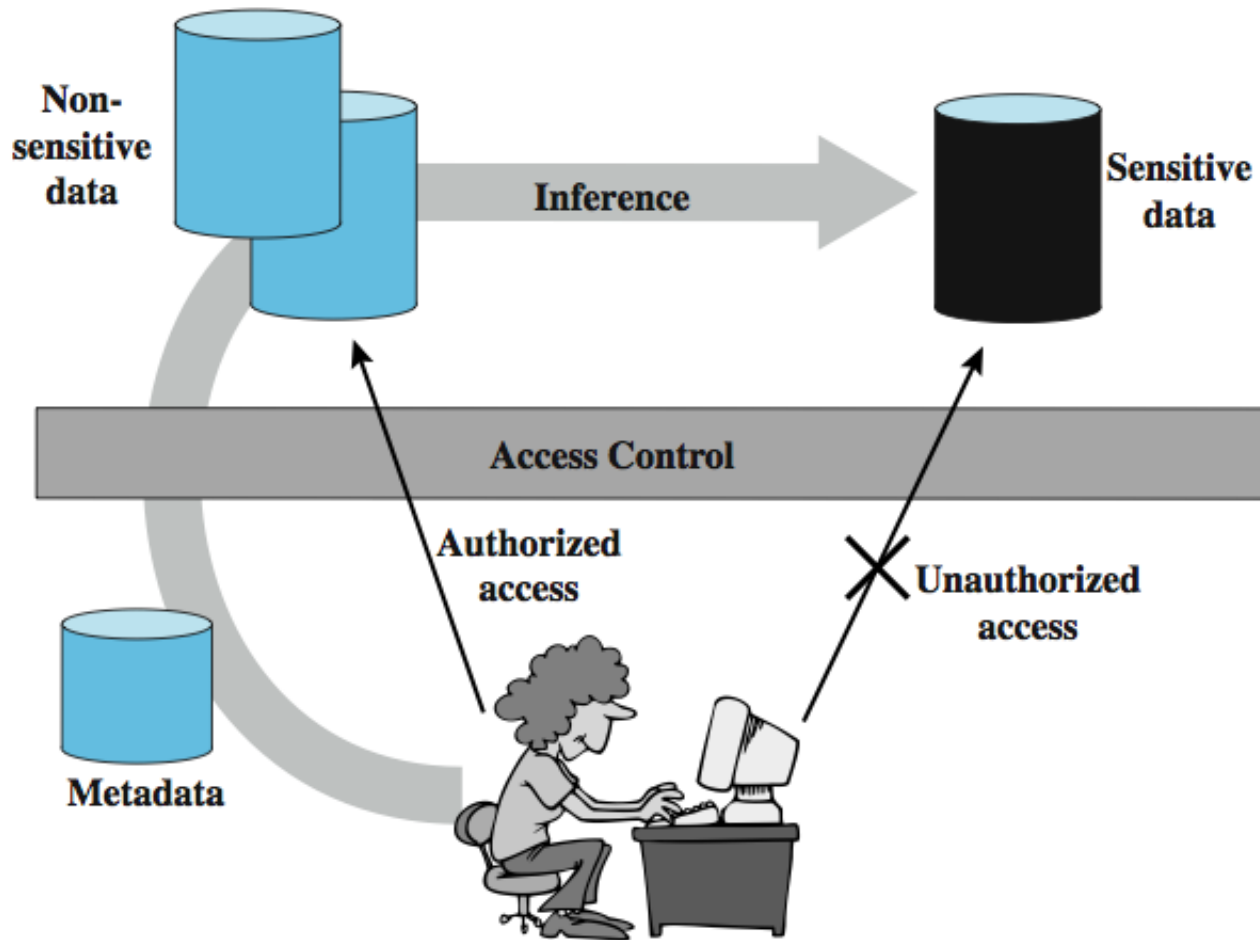 Non-
sensitive
data
Inference
Sensitive
data
Access Control
Authorized
access
Unauthorized
access
Metadata